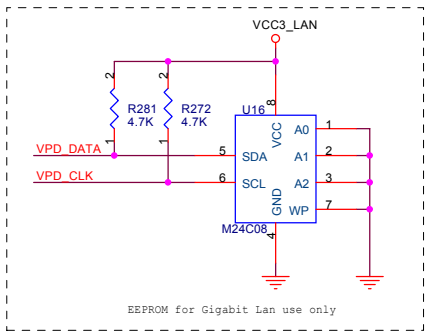 VCC3_LAN
2
2
R281
4.7K
R272
4.7K
1
1
8
U16
VCC
A0
1
VPD_DATA
5
SDA
A1
2
VPD_CLK
6
SCL
A2
3
GND
WP
7
M24C08
4
EEPROM for Gigabit Lan use only